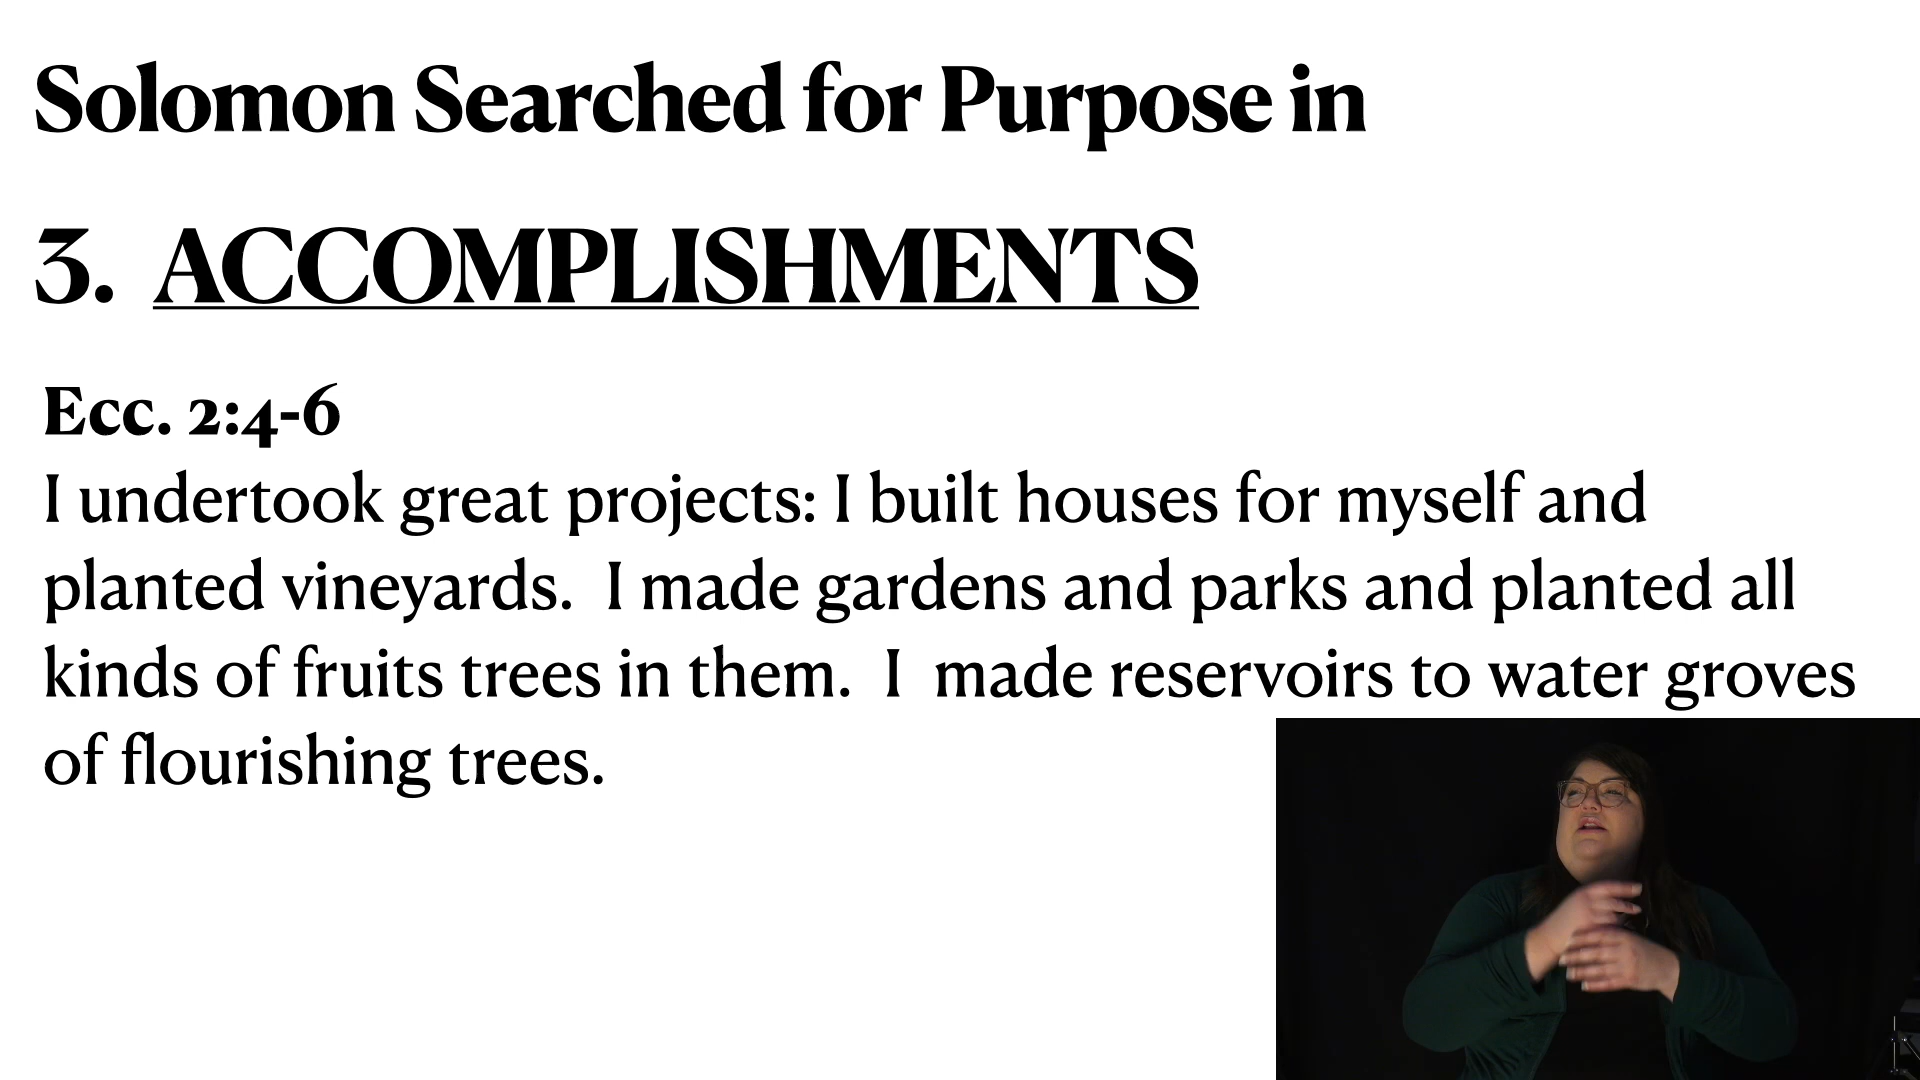 Solomon Searched for Purpose in
3. ACCOMPLISHMENTS
Ecc. 2:4-6
I undertook great projects: I built houses for myself and
planted vineyards.  I made gardens and parks and planted all
kinds of fruits trees in them.  I  made reservoirs to water groves
of flourishing trees.